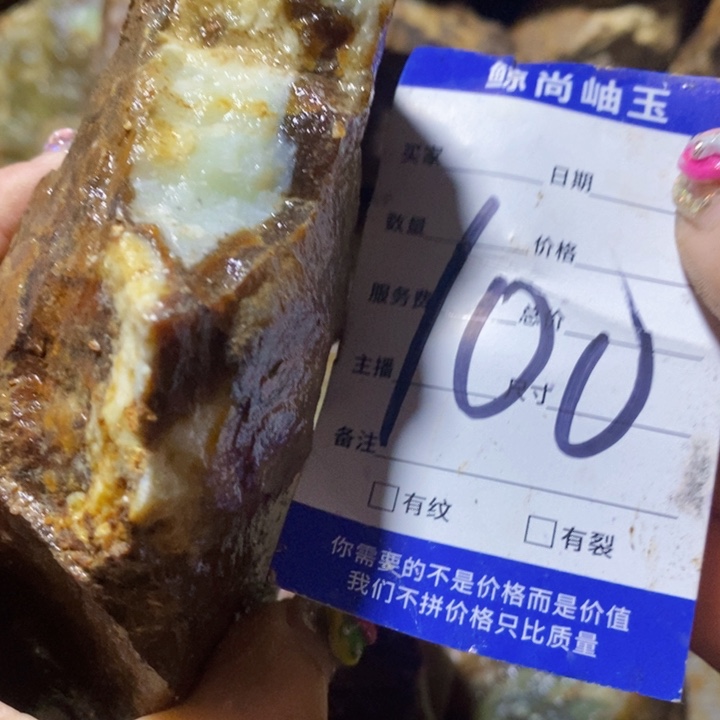 鲸尚岫玉
买家 日期
数量 价格
服务费 总价
主播 尺寸
备注
100
□有纹 □有裂
你需要的不是价格而是价值
我们不拼价格只比质量